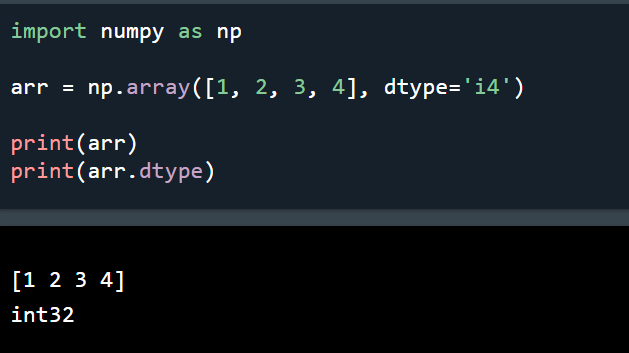 import numpy as np
arr = np.array([1, 2, 3, 4], dtype='i4')
print(arr)
print(arr.dtype)
[1 2 3 4]
int32